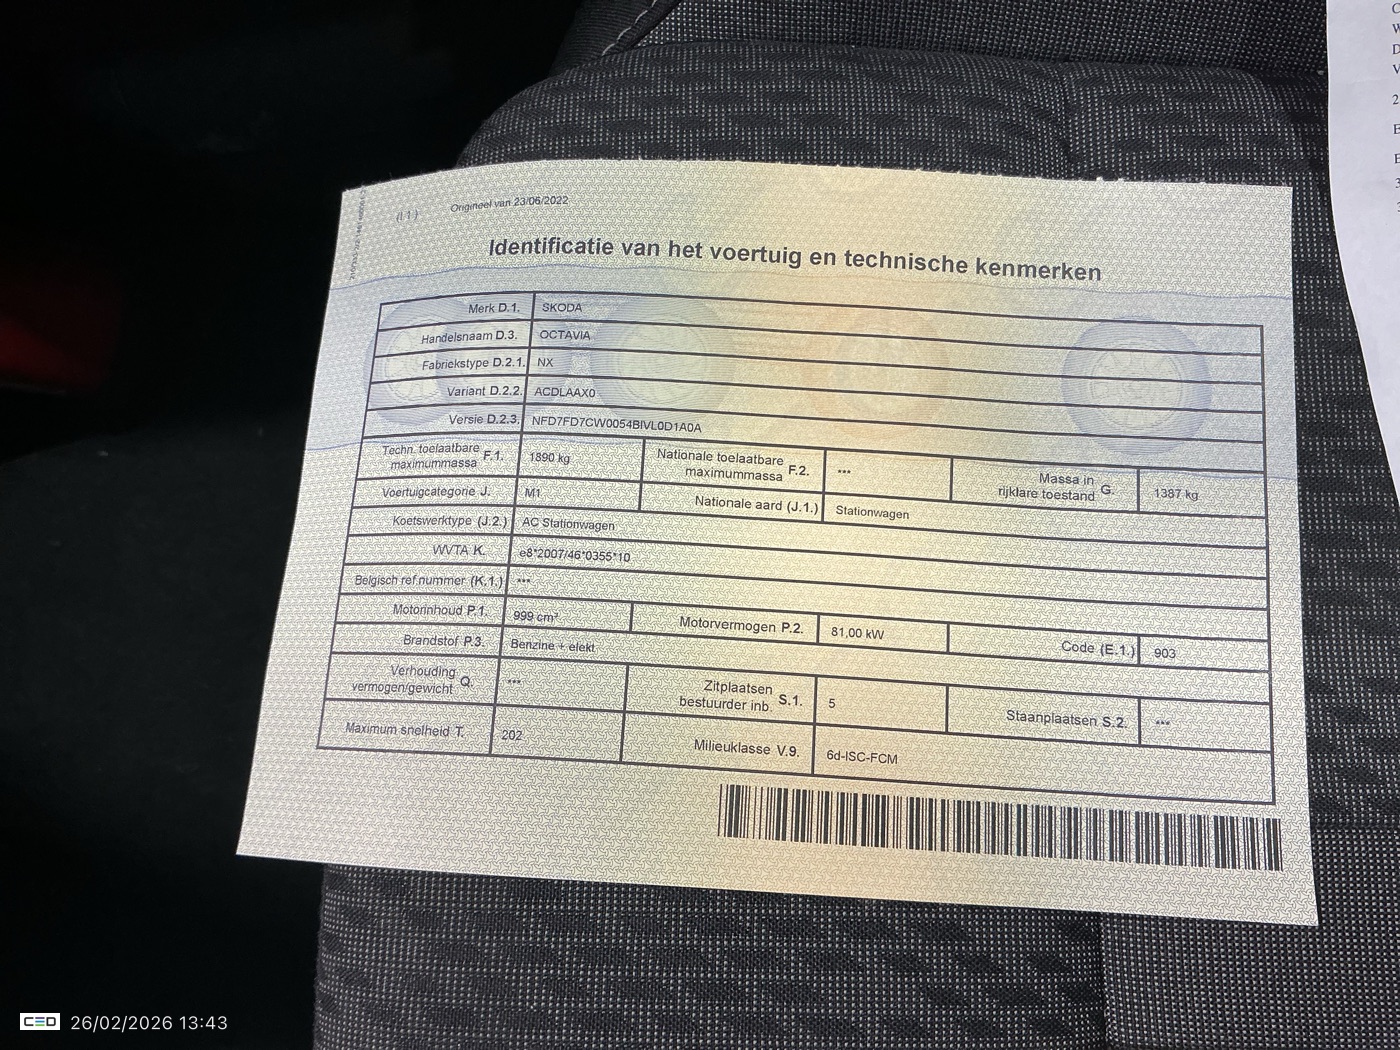 (I.1) Origineel van 23/06/2022
Identificatie van het voertuig en technische kenmerken
Merk D.1. SKODA
Handelsnaam D.3. OCTAVIA
Fabriekstype D.2.1. NX
Variant D.2.2. ACDLAAX0
Versie D.2.3. NFD7FD7CW0054BIVL0D1A0A
Techn. toelaatbare maximummassa F.1. 1890 kg Nationale toelaatbare maximummassa F.2. *** Massa in rijklare toestand G. 1387 kg
Voertuigcategorie J. M1 Nationale aard (J.1.) Stationwagen
Koetswerktype (J.2.) AC Stationwagen
WVTA K. e8*2007/46*0355*10
Belgisch ref.nummer (K.1.) ***
Motorinhoud P.1. 999 cm³ Motorvermogen P.2. 81,00 kW Code (E.1.) 903
Brandstof P.3. Benzine + elekt
Verhouding vermogen/gewicht Q. *** Zitplaatsen bestuurder inb. S.1. 5 Staanplaatsen S.2. ***
Maximum snelheid T. 202 Milieuklasse V.9. 6d-ISC-FCM
CED 26/02/2026 13:43